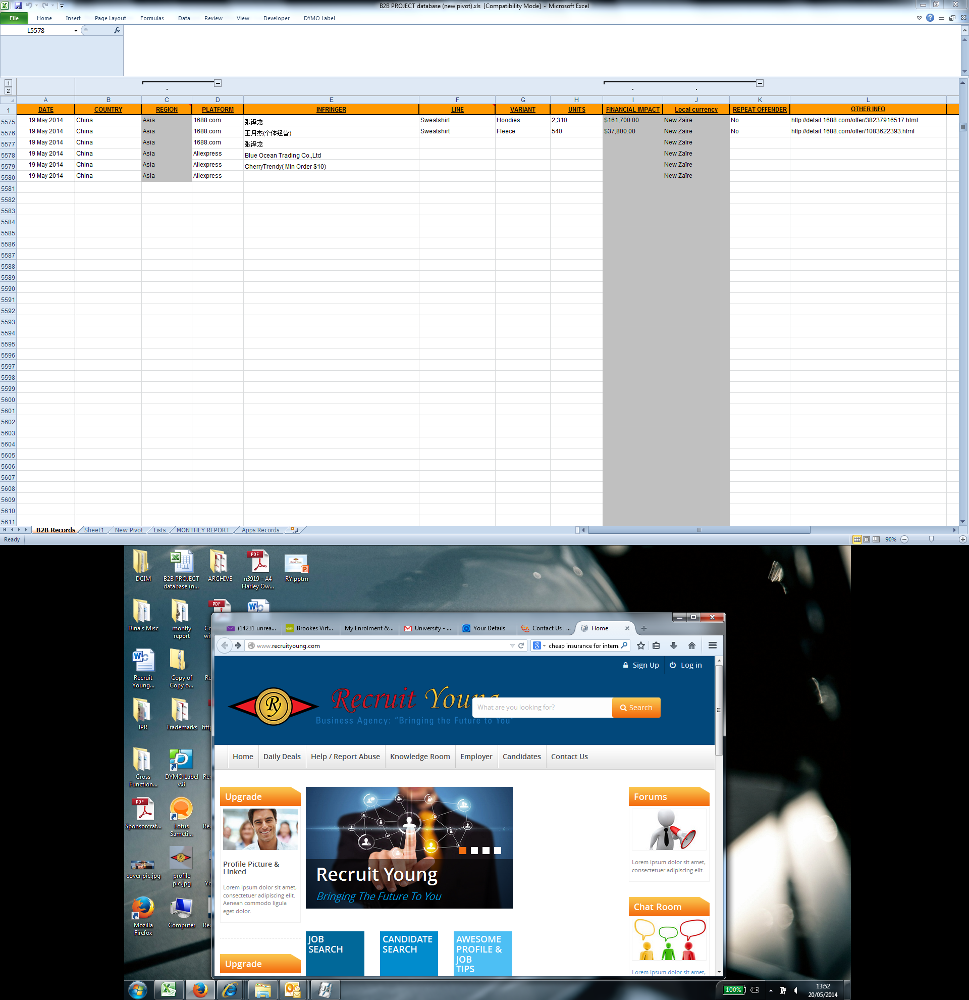 B2B PROJECT database (new pivot).xls [Compatibility Mode] - Microsoft Excel
File Home Insert Page Layout Formulas Data Review View Developer DYMO Label
L5578 fx
1
2
A B C D E F G H I J K L
1 DATE COUNTRY REGION PLATFORM INFRINGER LINE VARIANT UNITS FINANCIAL IMPACT Local currency REPEAT OFFENDER OTHER INFO
5575 19 May 2014 China Asia 1688.com 张泽龙 Sweatshirt Hoodies 2,310 $161,700.00 New Zaïre No http://detail.1688.com/offer/38237916517.html
5576 19 May 2014 China Asia 1688.com 王月杰(个体经营) Sweatshirt Fleece 540 $37,800.00 New Zaïre No http://detail.1688.com/offer/1083622393.html
5577 19 May 2014 China Asia 1688.com 张泽龙 New Zaïre
5578 19 May 2014 China Asia Aliexpress Blue Ocean Trading Co.,Ltd New Zaïre
5579 19 May 2014 China Asia Aliexpress CherryTrendy( Min Order $10) New Zaïre
5580 19 May 2014 China Asia Aliexpress New Zaïre
5581
5582
5583
5584
5585
5586
5587
5588
5589
5590
5591
5592
5593
5594
5595
5596
5597
5598
5599
5600
5601
5602
5603
5604
5605
5606
5607
5608
5609
5610
5611
B2B Records Sheet1 New Pivot Lists MONTHLY REPORT Apps Records
Ready 90%
DCIM
B2B PROJECT
database (n...
ARCHIVE
n3919 - A4
Harley Ow...
RY.pptm
Dina's Misc
montly
report
Recruit
Young...
Copy of
Copy o...
IPR
Trademarks
Cross
Function...
DYMO Label
v.8
Sponsorcraf...
Lotus
Sameti...
cover pic.jpg
profile
pic.jpg
Mozilla
Firefox
Computer
(14231 unrea... Brookes Virt... My Enrolment &... University - ... Your Details Contact Us | ... Home
www.recruityoung.com cheap insurance for intern
Sign Up Log in
Ry Recruit Young
What are you looking for? Search
Business Agency: "Bringing the Future to You"
Home Daily Deals Help / Report Abuse Knowledge Room Employer Candidates Contact Us
Upgrade
Profile Picture &
Linked
Lorem ipsum dolor sit amet,
consectetuer adipiscing elit.
Aenean commodo ligula
eget dolor.
Upgrade
Recruit Young
Bringing The Future To You
JOB
SEARCH
CANDIDATE
SEARCH
AWESOME
PROFILE &
JOB
TIPS
Forums
Lorem ipsum dolor sit amet,
consectetuer adipiscing elit.
Chat Room
Lorem ipsum dolor sit amet,
100%
13:52
20/05/2014